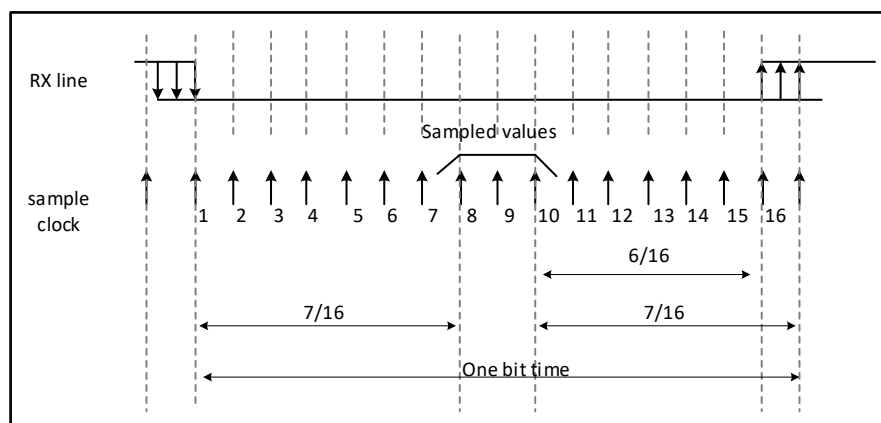 RX line
Sampled values
sample
clock
1 2 3 4 5 6 7 8 9 10 11 12 13 14 15 16
6/16
7/16 7/16
One bit time